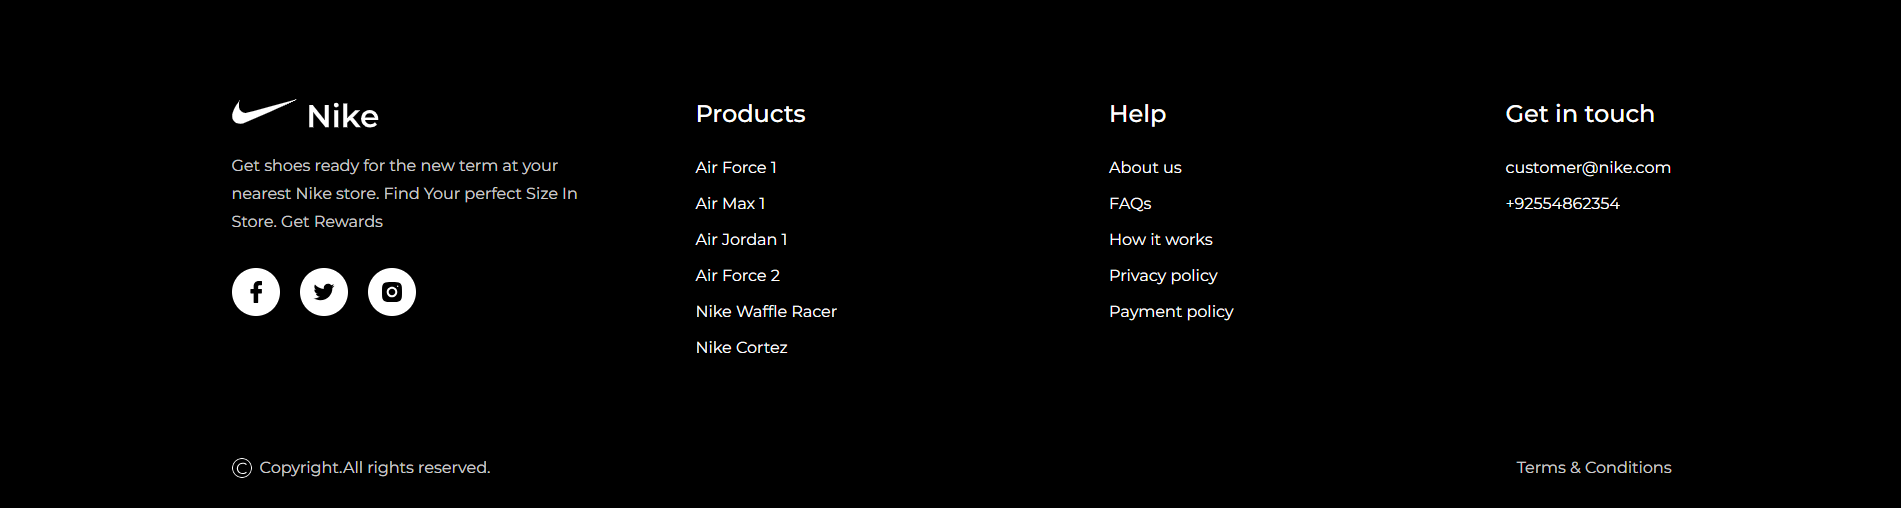 Nike
Get shoes ready for the new term at your
nearest Nike store. Find Your perfect Size In
Store. Get Rewards
Products
Air Force 1
Air Max 1
Air Jordan 1
Air Force 2
Nike Waffle Racer
Nike Cortez
Help
About us
FAQs
How it works
Privacy policy
Payment policy
Get in touch
customer@nike.com
+92554862354
© Copyright.All rights reserved.
Terms & Conditions